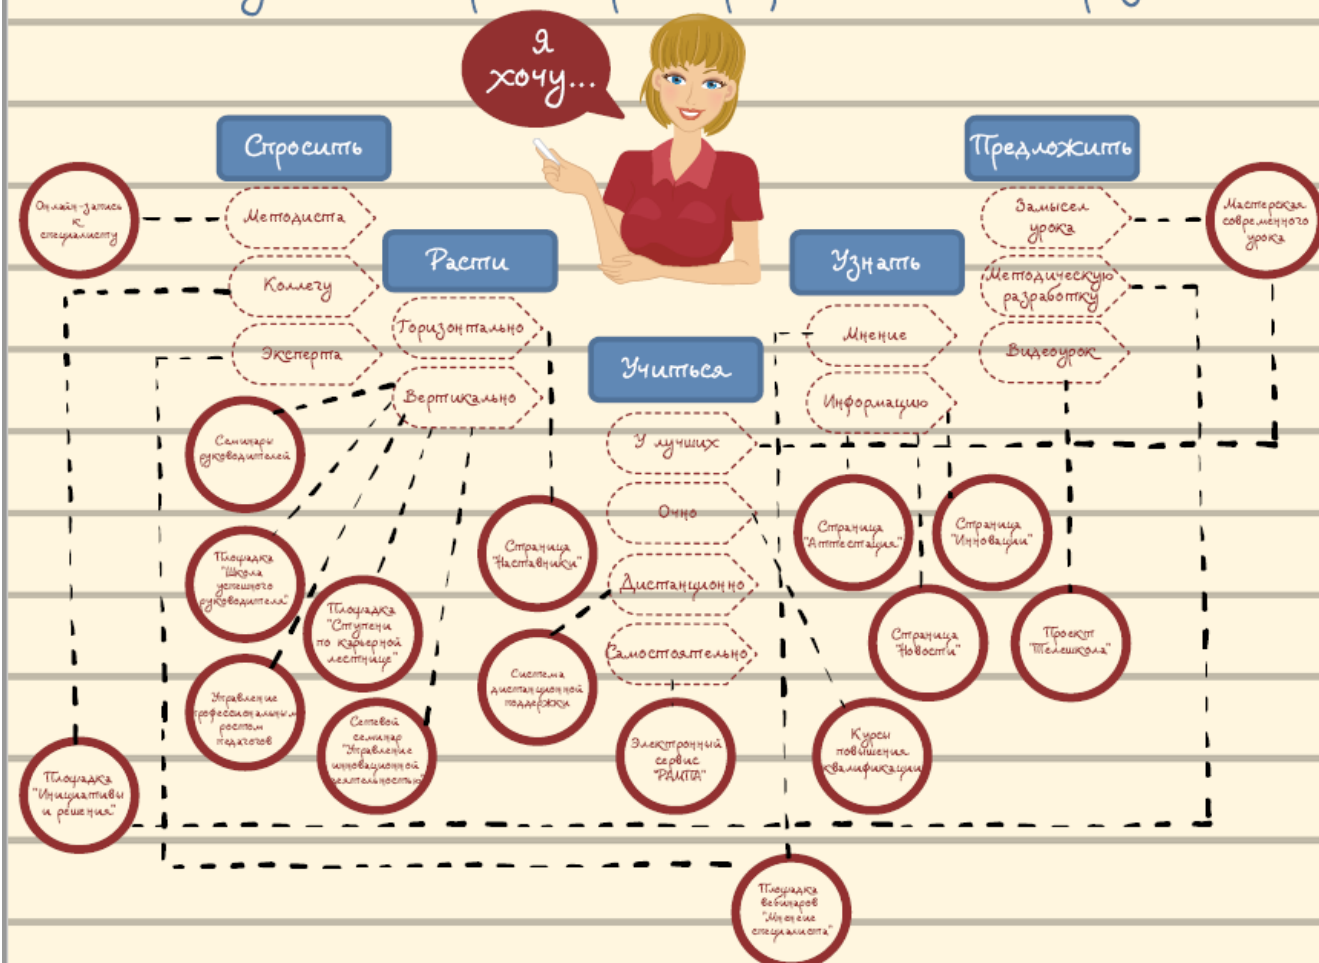 Я
хочу...
Спросить
Методиста
Коллегу
Эксперта
Расти
Горизонтально
Вертикально
Учиться
У лучших
Очно
Дистанционно
Самостоятельно
Узнать
Мнение
Информацию
Предложить
Замысел
урока
Методическую
разработку
Видеоурок
Онлайн-запись
к
специалисту
Мастерская
современного
урока
Семинары
руководителей
Площадка
"Школа
успешного
руководителя"
Площадка
"Ступени
по карьерной
лестнице"
Управление
профессиональным
ростом
педагогов
Сетевой
семинар
"Управление
инновационной
деятельностью"
Страница
"Наставники"
Система
дистанционной
поддержки
Электронный
сервис
"РАМПА"
Страница
"Аттестация"
Страница
"Инновации"
Страница
"Новости"
Проект
"Телешкола"
Курсы
повышения
квалификации
Площадка
"Инициативы
и решения"
Площадка
вебинаров
"Мнение
специалиста"